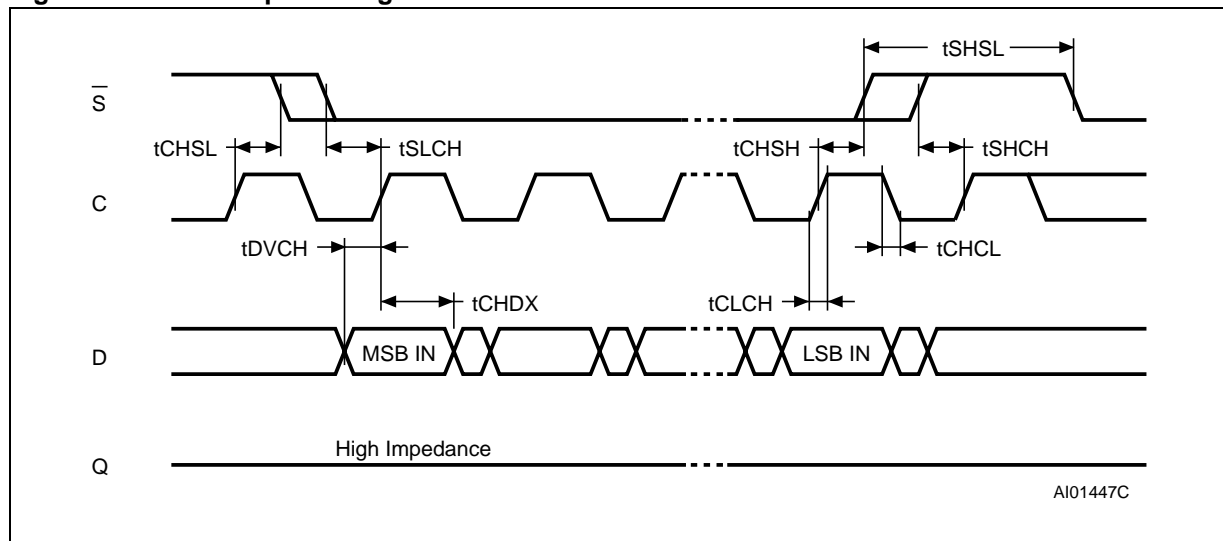 tSHSL
S
tCHSL
tSLCH
tCHSH
tSHCH
C
tDVCH
tCHCL
tCHDX
tCLCH
D
MSB IN
LSB IN
High Impedance
Q
AI01447C